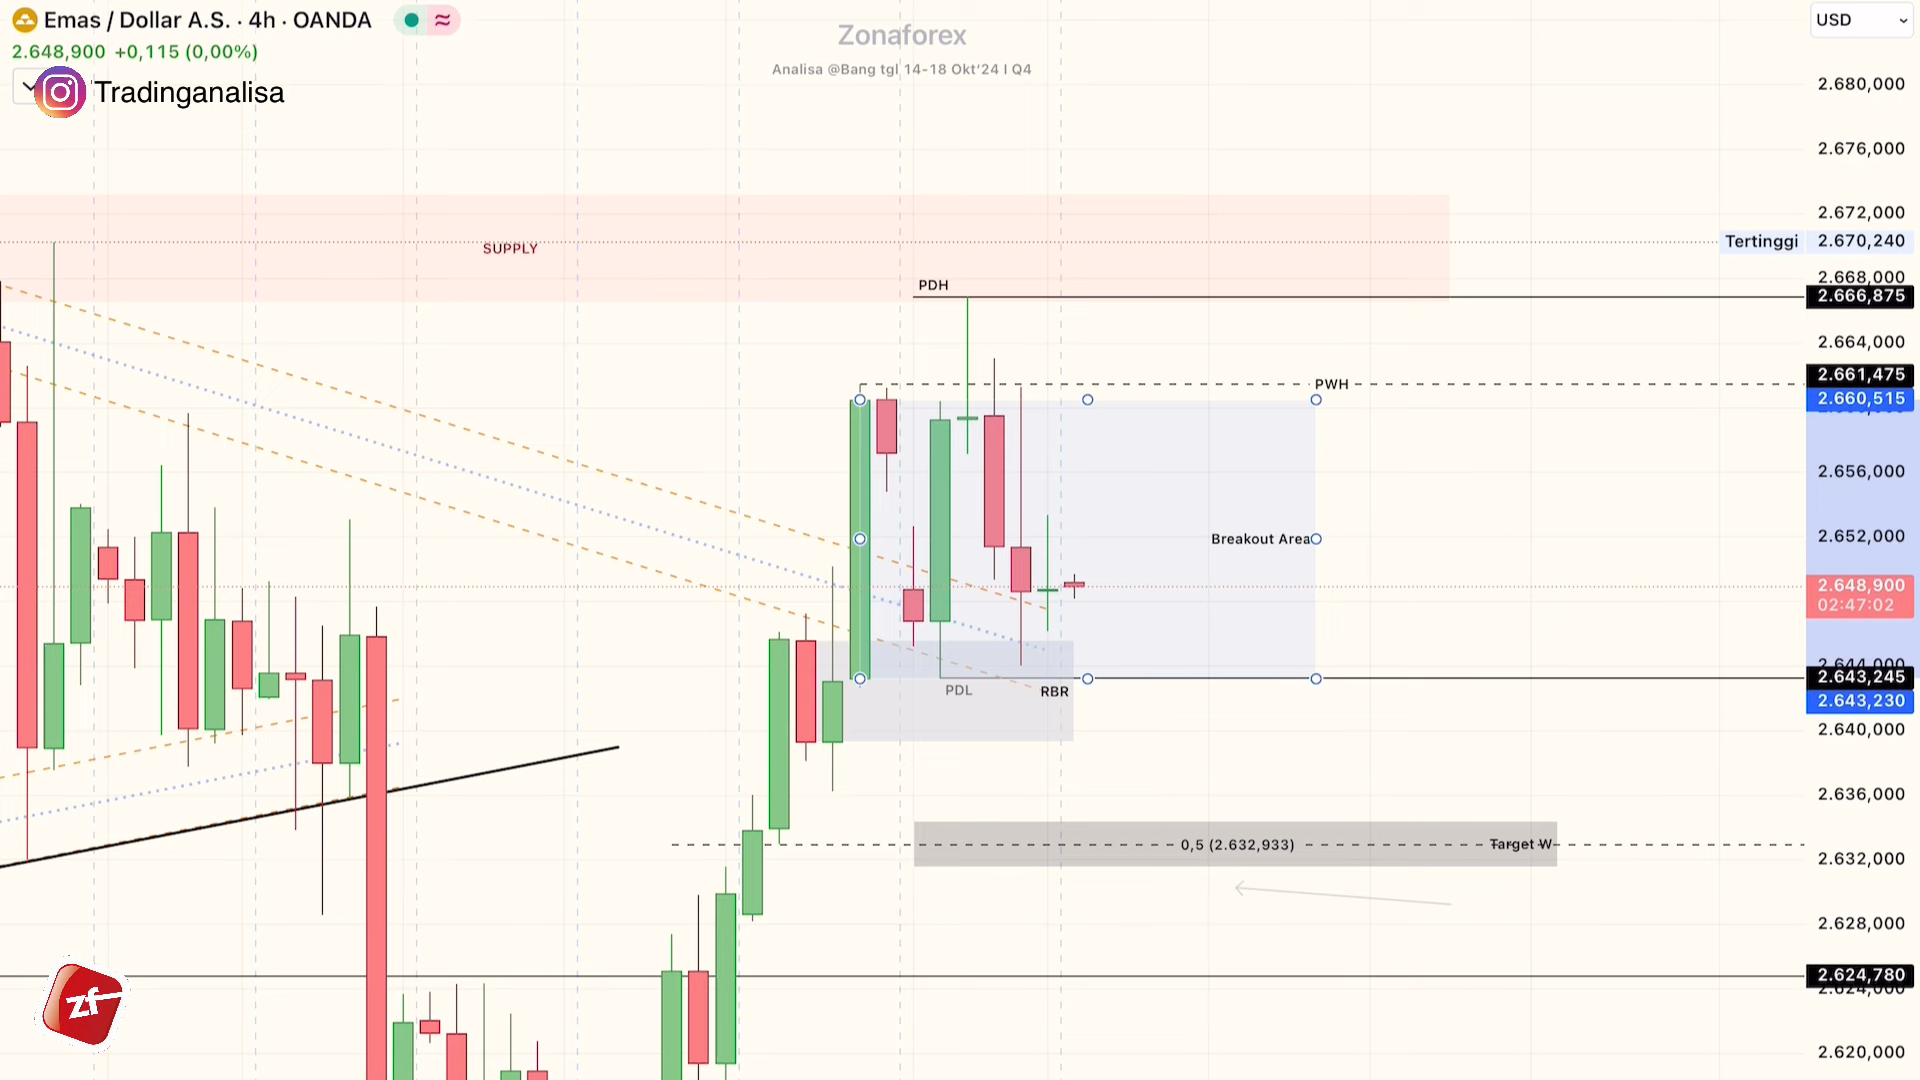 Emas / Dollar A.S. · 4h · OANDA
2.648,900 +0,115 (0,00%)
Tradinganalisa
Zonaforex
Analisa @Bang tgl 14-18 Okt'24 I Q4
USD
2.680,000
2.676,000
2.672,000
SUPPLY
Tertinggi 2.670,240
2.668,000
PDH
2.666,875
2.664,000
2.661,475
PWH
2.660,515
2.656,000
Breakout Area
2.652,000
2.648,900
02:47:02
2.644,000
2.643,245
PDL
RBR
2.643,230
2.640,000
2.636,000
0,5 (2.632,933)
Target W
2.632,000
2.628,000
2.624,780
2.624,000
zf
2.620,000